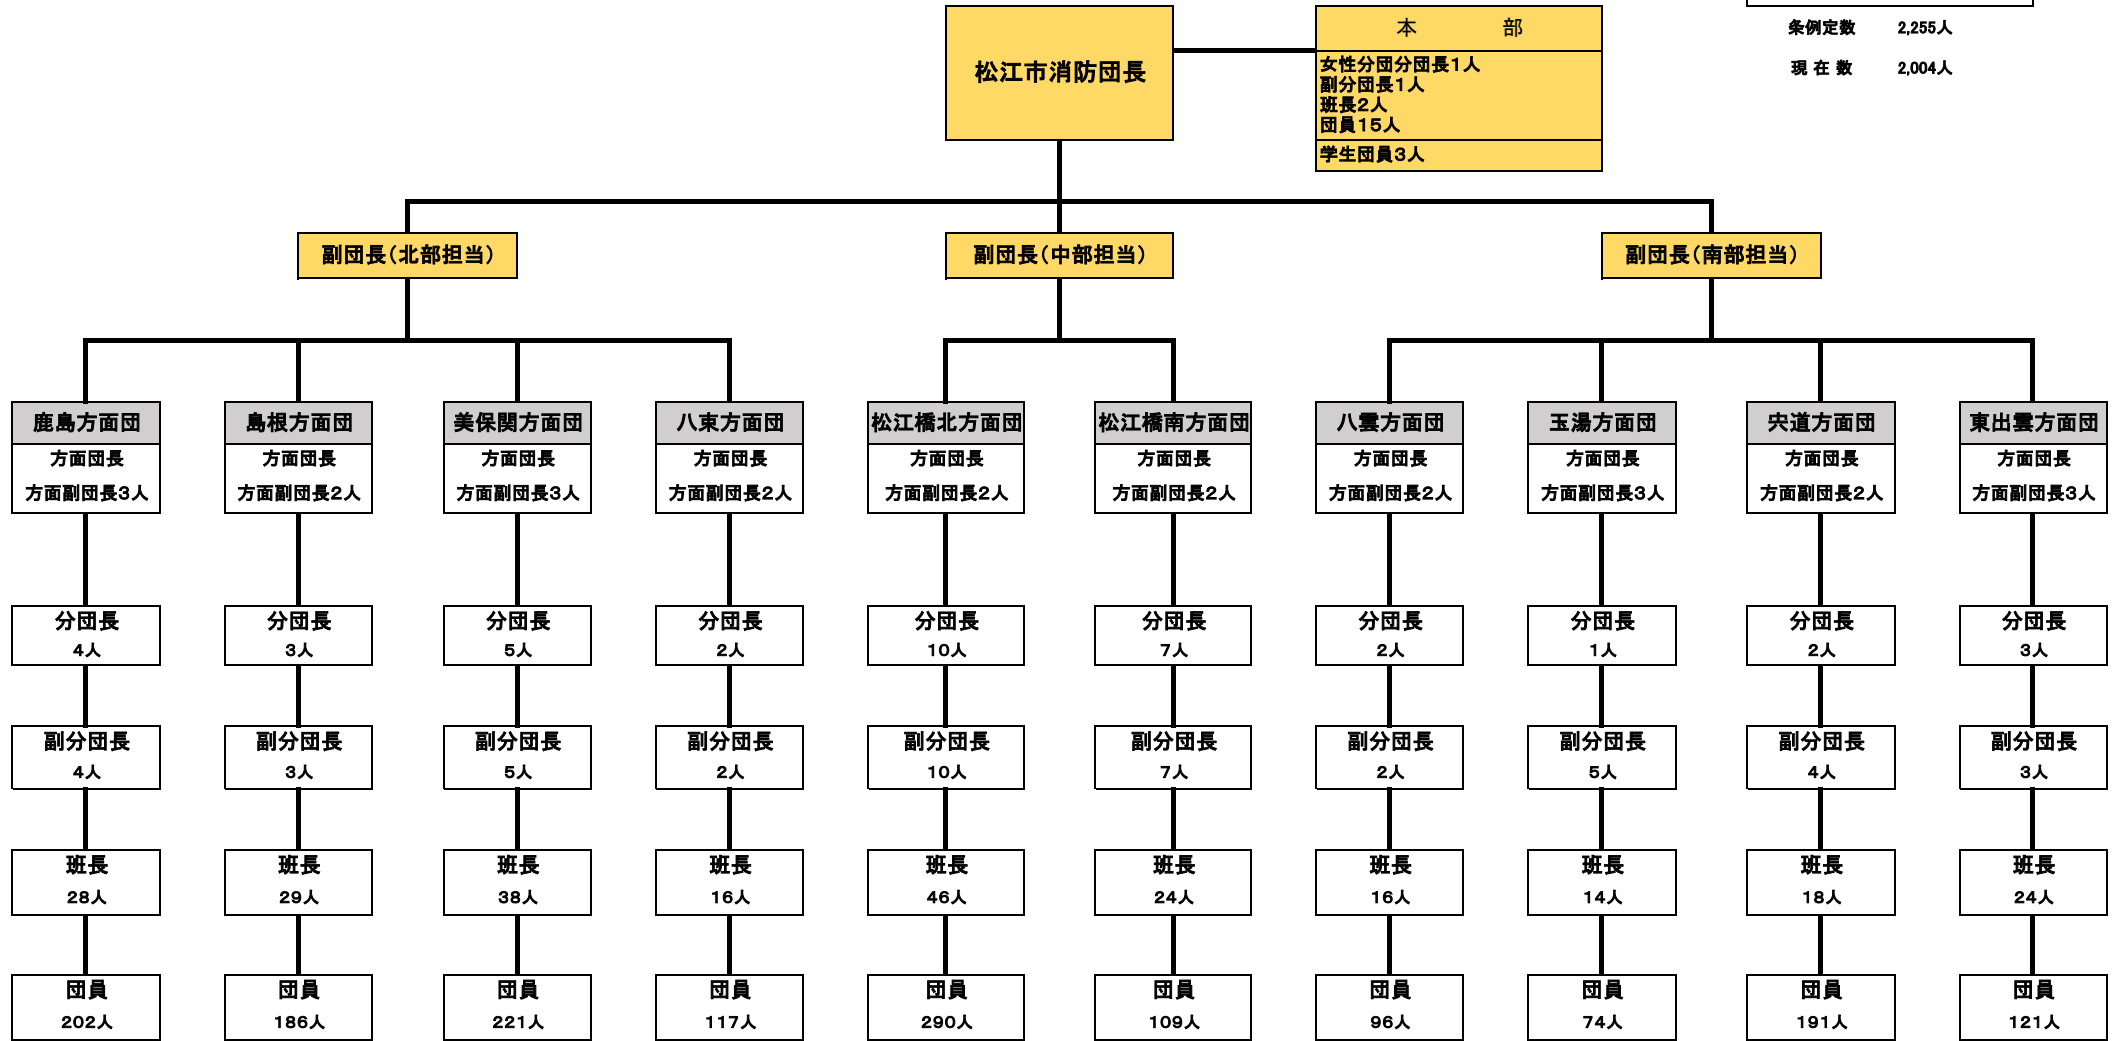 条例定数 2,255人
現在数 2,004人
松江市消防団長
本 部
女性分団分団長1人
副分団長1人
班長2人
団員15人
学生団員3人
副団長(北部担当)
副団長(中部担当)
副団長(南部担当)
鹿島方面団
方面団長
方面副団長3人
分団長
4人
副分団長
4人
班長
28人
団員
202人
島根方面団
方面団長
方面副団長2人
分団長
3人
副分団長
3人
班長
29人
団員
186人
美保関方面団
方面団長
方面副団長3人
分団長
5人
副分団長
5人
班長
38人
団員
221人
八束方面団
方面団長
方面副団長2人
分団長
2人
副分団長
2人
班長
16人
団員
117人
松江橋北方面団
方面団長
方面副団長2人
分団長
10人
副分団長
10人
班長
46人
団員
290人
松江橋南方面団
方面団長
方面副団長2人
分団長
7人
副分団長
7人
班長
24人
団員
109人
八雲方面団
方面団長
方面副団長2人
分団長
2人
副分団長
2人
班長
16人
団員
96人
玉湯方面団
方面団長
方面副団長3人
分団長
1人
副分団長
5人
班長
14人
団員
74人
宍道方面団
方面団長
方面副団長2人
分団長
2人
副分団長
4人
班長
18人
団員
191人
東出雲方面団
方面団長
方面副団長3人
分団長
3人
副分団長
3人
班長
24人
団員
121人